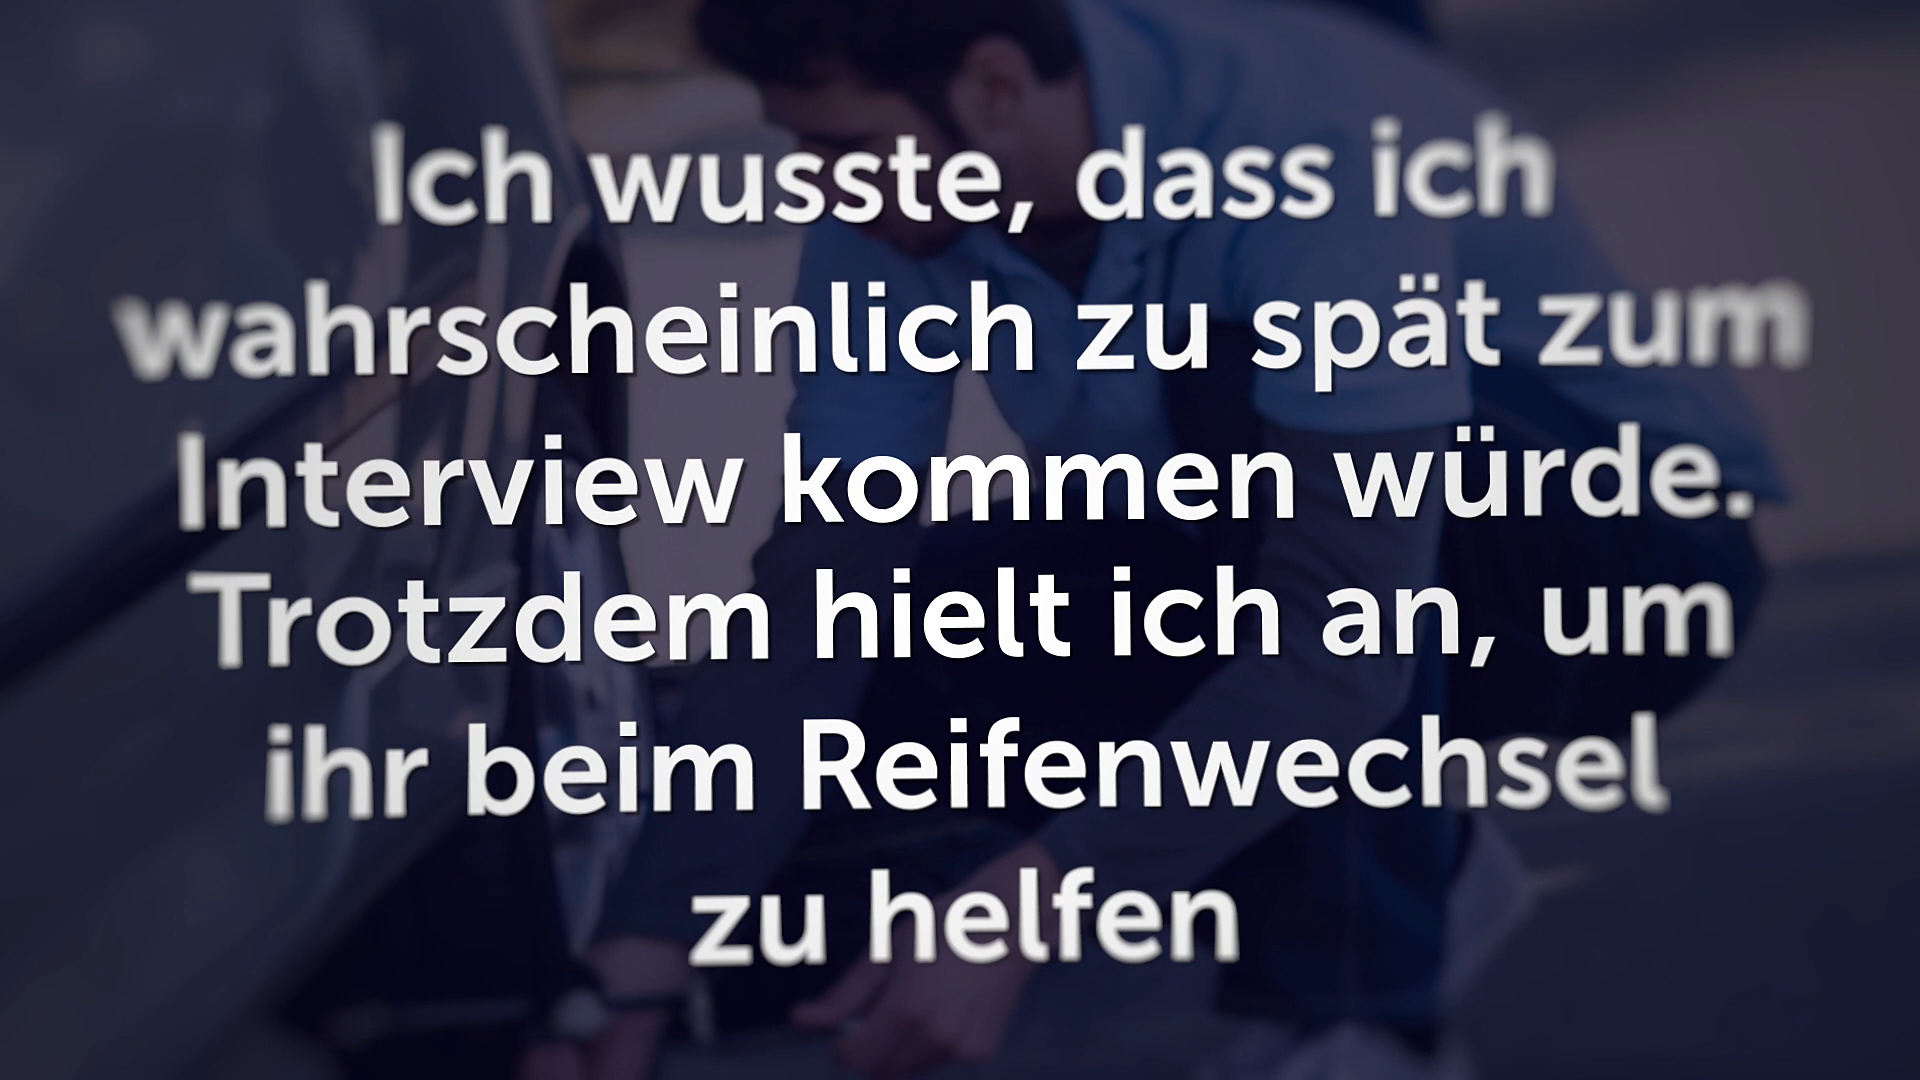 Ich wusste, dass ich
wahrscheinlich zu spät zum
Interview kommen würde.
Trotzdem hielt ich an, um
ihr beim Reifenwechsel
zu helfen